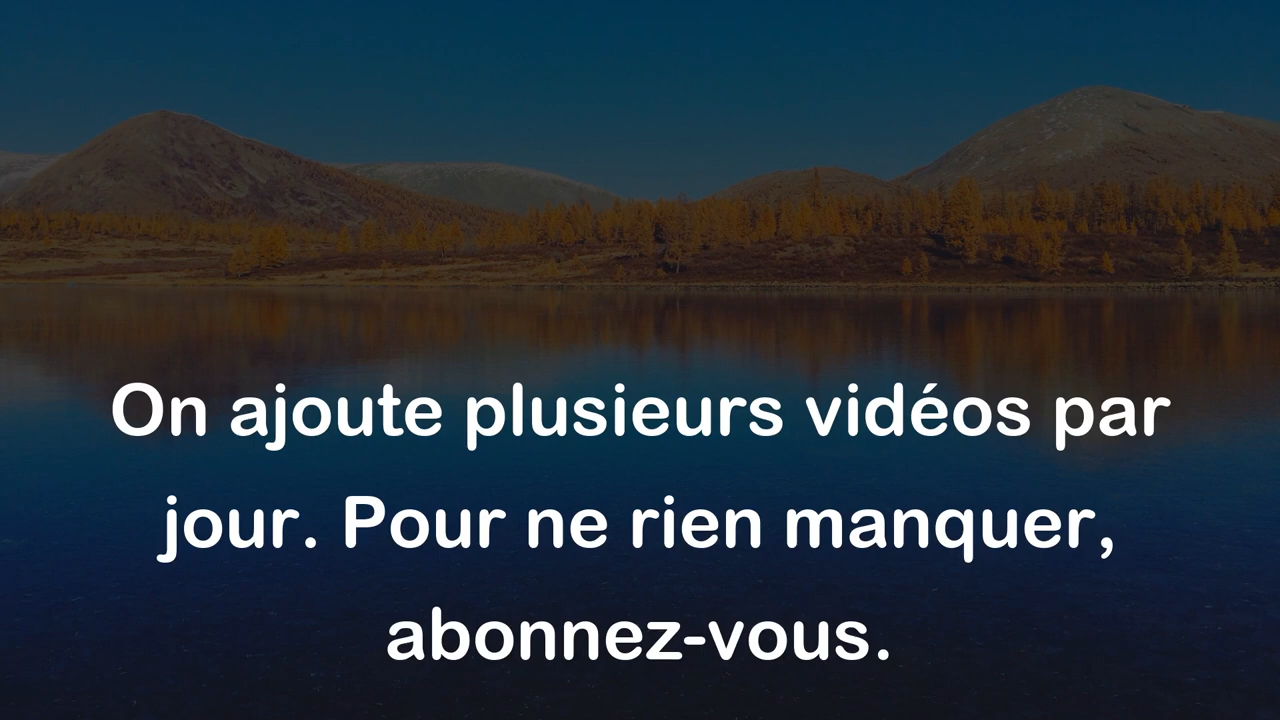 On ajoute plusieurs vidéos par
jour. Pour ne rien manquer,
abonnez-vous.